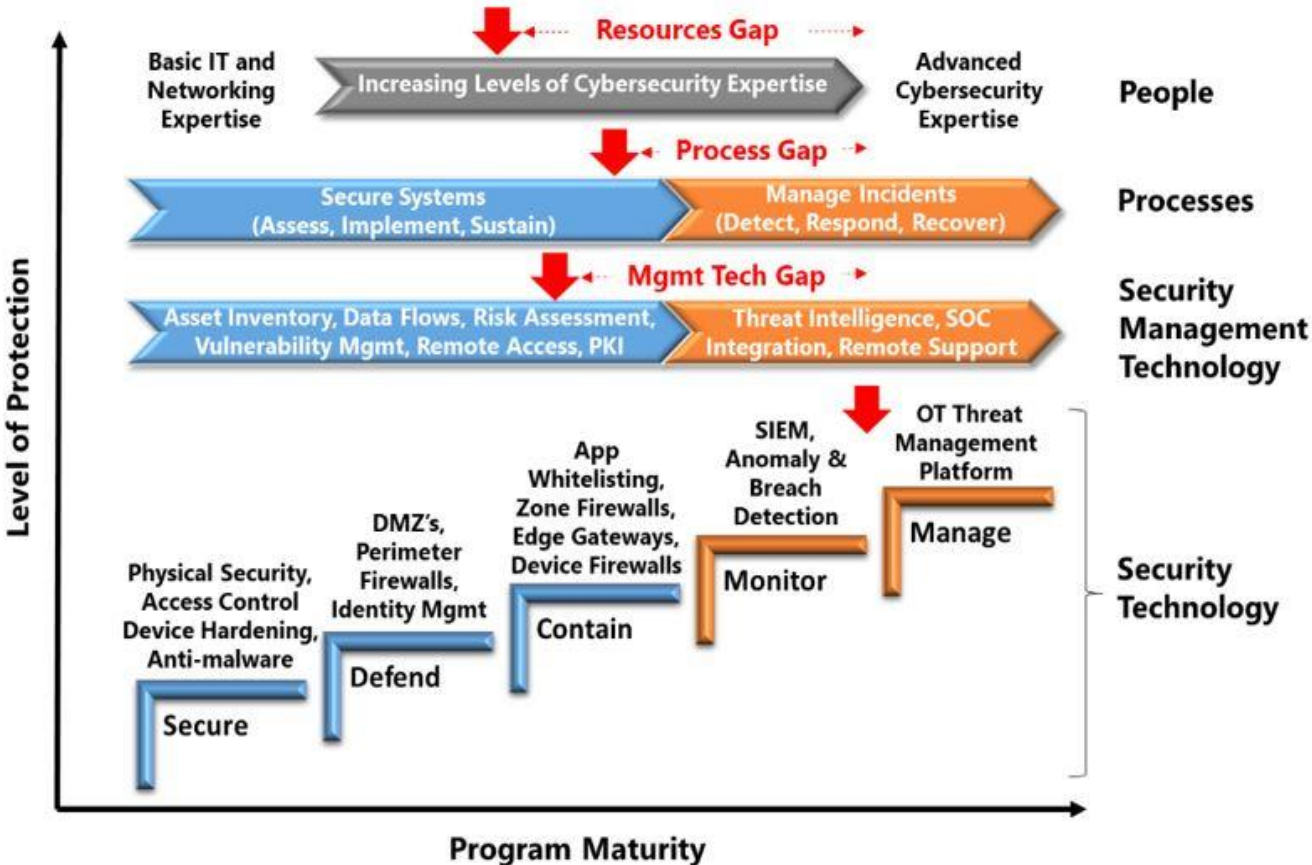 Resources Gap
Basic IT and
Networking
Expertise
Increasing Levels of Cybersecurity Expertise
Advanced
Cybersecurity
Expertise
People
Process Gap
Secure Systems
(Assess, Implement, Sustain)
Manage Incidents
(Detect, Respond, Recover)
Processes
Mgmt Tech Gap
Asset Inventory, Data Flows, Risk Assessment,
Vulnerability Mgmt, Remote Access, PKI
Threat Intelligence, SOC
Integration, Remote Support
Security
Management
Technology
Level of Protection
Physical Security,
Access Control
Device Hardening,
Anti-malware
Secure
DMZ's,
Perimeter
Firewalls,
Identity Mgmt
Defend
App
Whitelisting,
Zone Firewalls,
Edge Gateways,
Device Firewalls
Contain
SIEM,
Anomaly &
Breach
Detection
Monitor
OT Threat
Management
Platform
Manage
Security
Technology
Program Maturity